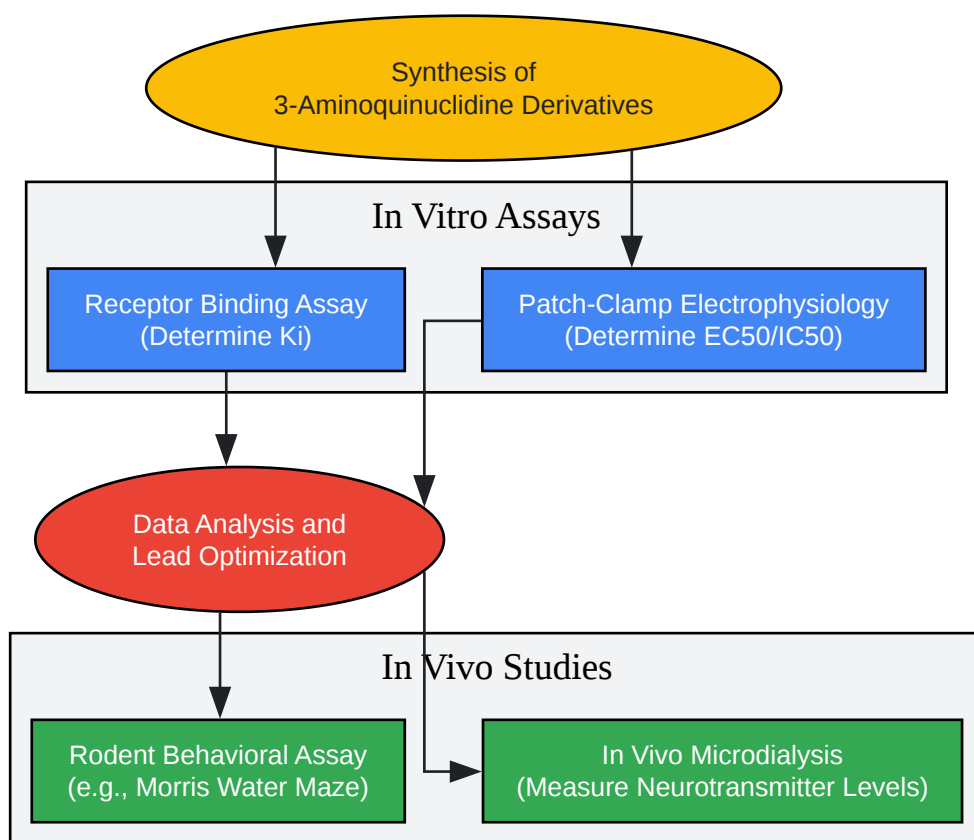 Synthesis of
3-Aminoquinuclidine Derivatives
In Vitro Assays
Receptor Binding Assay
(Determine Ki)
Patch-Clamp Electrophysiology
(Determine EC50/IC50)
Data Analysis and
Lead Optimization
In Vivo Studies
Rodent Behavioral Assay
(e.g., Morris Water Maze)
In Vivo Microdialysis
(Measure Neurotransmitter Levels)